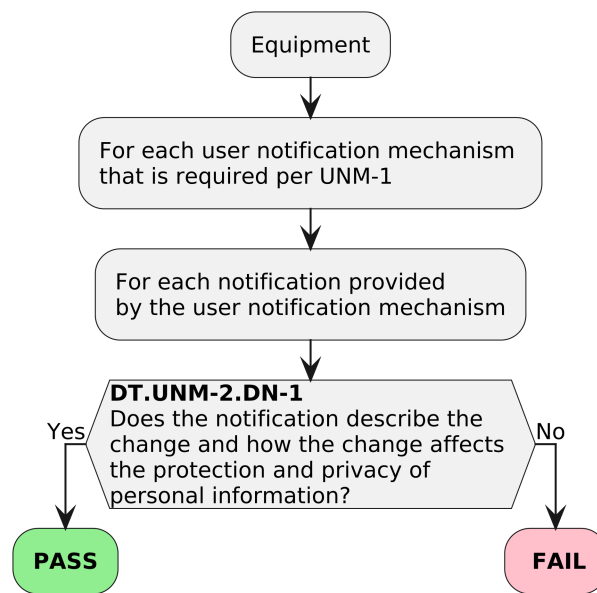 Equipment
For each user notification mechanism
that is required per UNM-1
For each notification provided
by the user notification mechanism
DT.UNM-2.DN-1
Does the notification describe the
change and how the change affects
the protection and privacy of
personal information?
Yes
No
PASS
FAIL